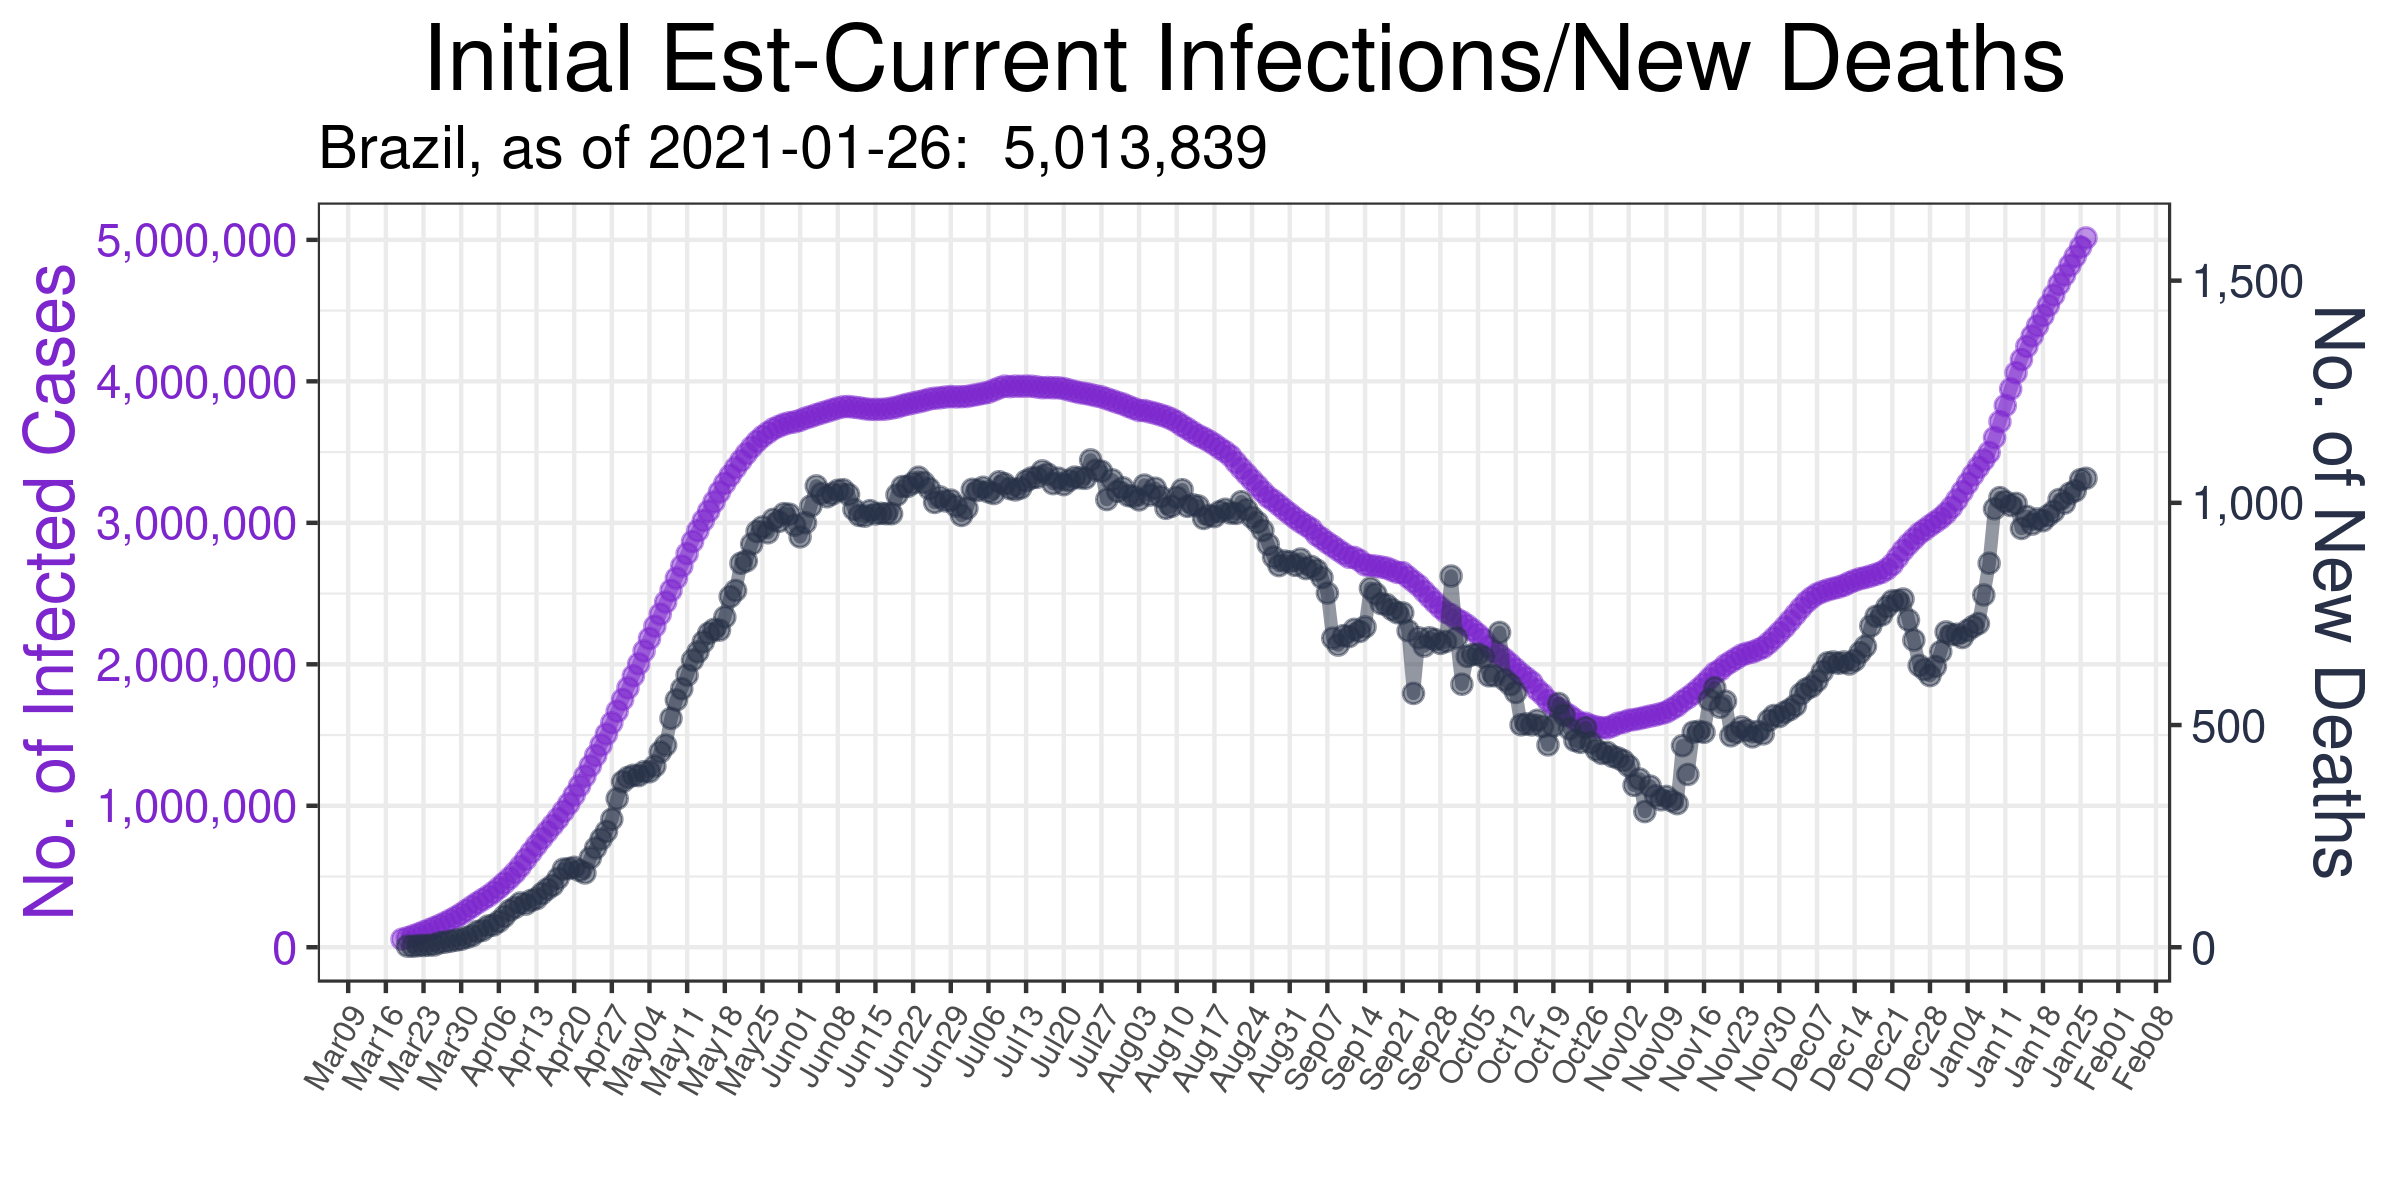 Initial Est-Current Infections/New Deaths
Brazil, as of 2021-01-26:  5,013,839
No. of Infected Cases
5,000,000
4,000,000
3,000,000
2,000,000
1,000,000
0
1,500
1,000
500
0
No. of New Deaths
Mar09
Mar16
Mar23
Mar30
Apr06
Apr13
Apr20
Apr27
May04
May11
May18
May25
Jun01
Jun08
Jun15
Jun22
Jun29
Jul06
Jul13
Jul20
Jul27
Aug03
Aug10
Aug17
Aug24
Aug31
Sep07
Sep14
Sep21
Sep28
Oct05
Oct12
Oct19
Oct26
Nov02
Nov09
Nov16
Nov23
Nov30
Dec07
Dec14
Dec21
Dec28
Jan04
Jan11
Jan18
Jan25
Feb01
Feb08